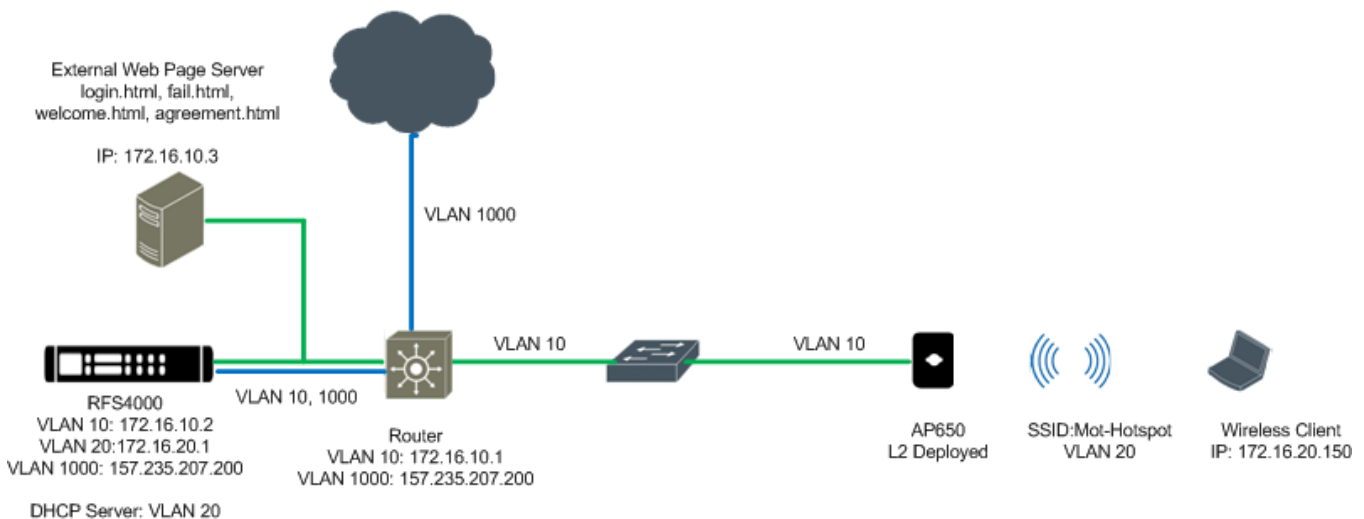 External Web Page Server
login.html, fail.html,
welcome.html, agreement.html
IP: 172.16.10.3
VLAN 1000
VLAN 10
VLAN 10
VLAN 10, 1000
RFS4000
VLAN 10: 172.16.10.2
VLAN 20:172.16.20.1
VLAN 1000: 157.235.207.200
DHCP Server: VLAN 20
Router
VLAN 10: 172.16.10.1
VLAN 1000: 157.235.207.200
AP650
L2 Deployed
SSID:Mot-Hotspot
VLAN 20
Wireless Client
IP: 172.16.20.150